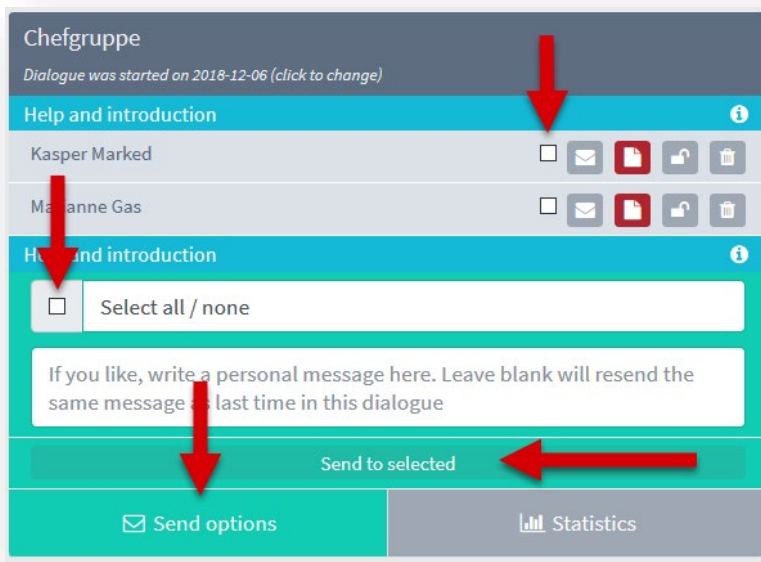 Chefgruppe
Dialogue was started on 2018-12-06 (click to change)
Help and introduction
Kasper Marked
Marianne Gas
Help and introduction
Select all / none
If you like, write a personal message here. Leave blank will resend the
same message as last time in this dialogue
Send to selected
Send options
Statistics